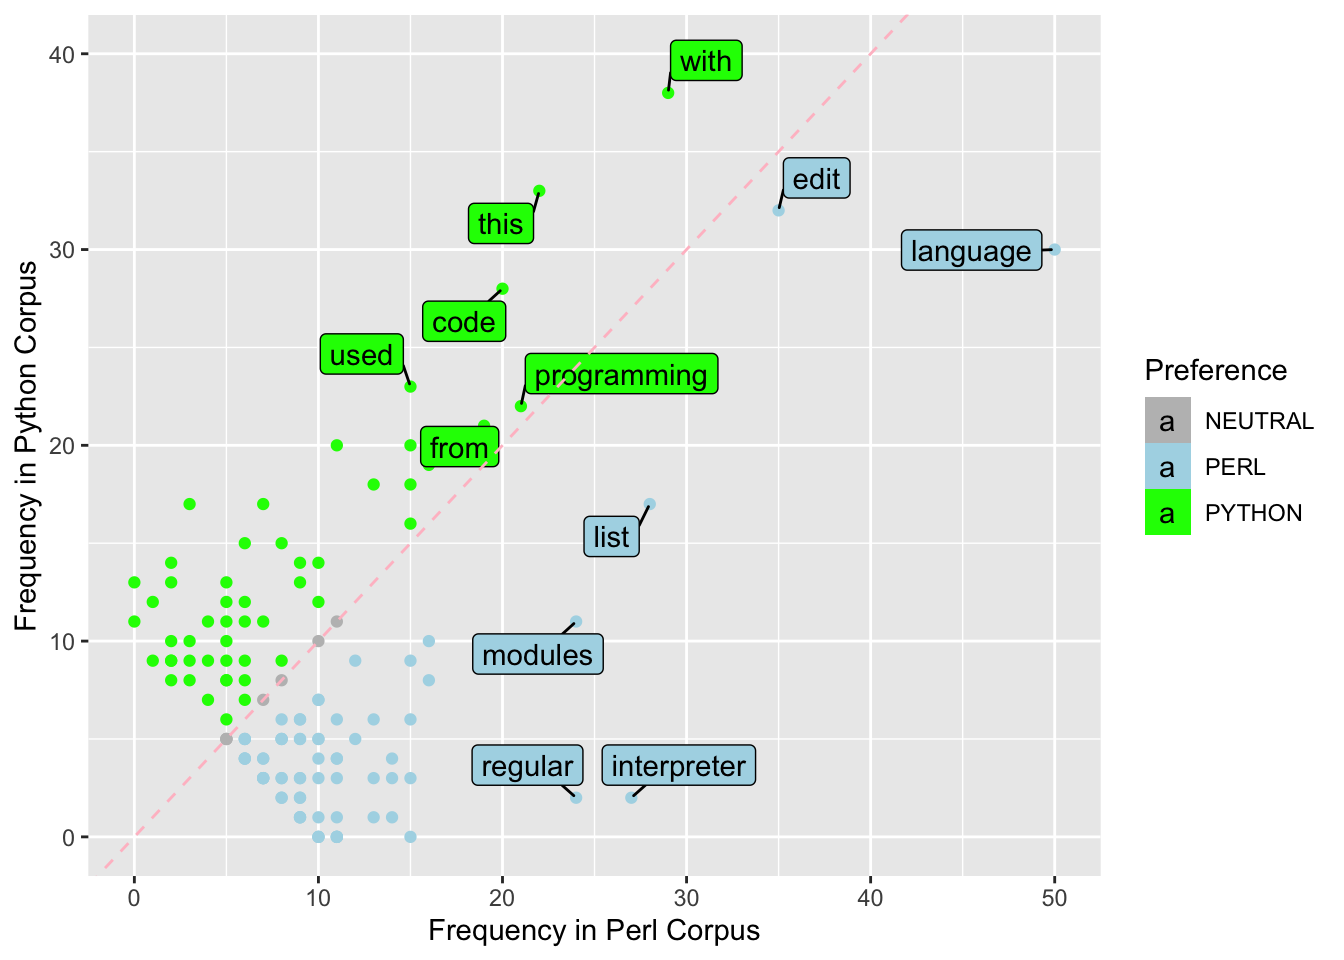 40
30
20
10
0
Frequency in Python Corpus
with
edit
this
language
code
used
programming
from
list
modules
regular
interpreter
0 10 20 30 40 50
Frequency in Perl Corpus
Preference
a NEUTRAL
a PERL
a PYTHON